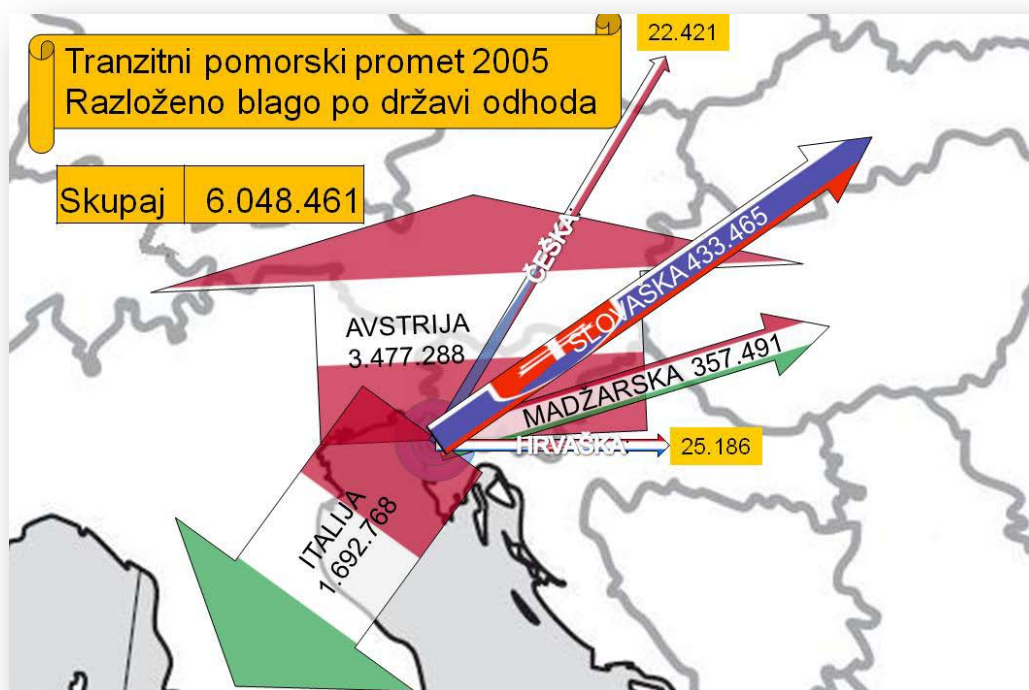 Tranzitni pomorski promet 2005
Razloženo blago po državi odhoda
22.421
Skupaj 6.048.461
ČEŠKA
SLOVAŠKA 433.465
AVSTRIJA
3.477.288
MADŽARSKA 357.491
HRVAŠKA
25.186
ITALIJA
1.692.768